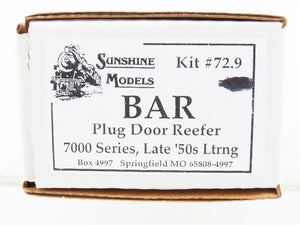 Sunshine Models
Kit #72.9
BAR
Plug Door Reefer
7000 Series, Late '50s Ltrng
Box 4997 Springfield MO 65808-4997